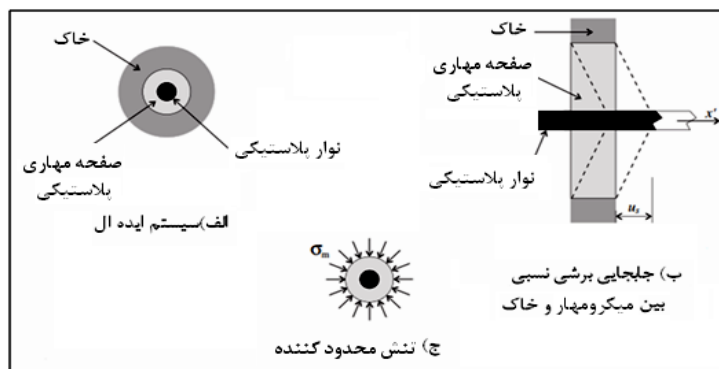 خاک
صفحه مهاری
پلاستیکی
نوار پلاستیکی
الف)سیستم ایده ال
خاک
صفحه مهاری
پلاستیکی
نوار پلاستیکی
x'
u_s
ب) جابجایی برشی نسبی
بین میکرومهار و خاک
σm
ج) تنش محدود کننده